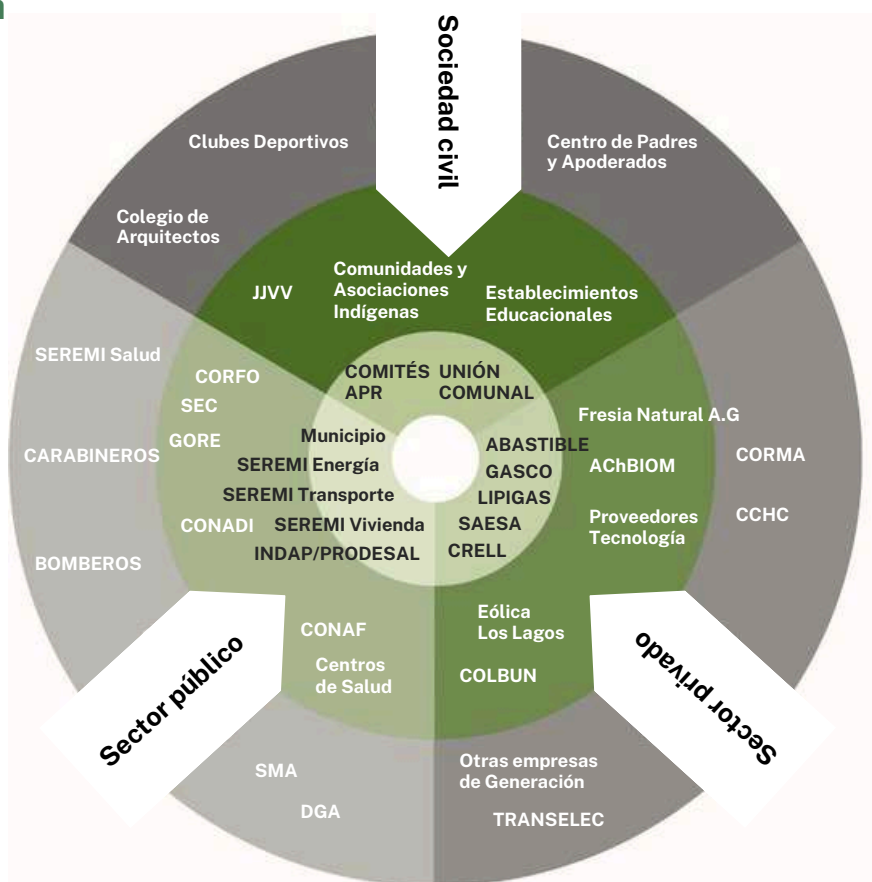 Sociedad civil
Clubes Deportivos
Centro de Padres
y Apoderados
Colegio de
Arquitectos
JJVV
Comunidades y
Asociaciones
Indígenas
Establecimientos
Educacionales
COMITÉS
APR
UNIÓN
COMUNAL
SEREMI Salud
CARABINEROS
BOMBEROS
CORFO
SEC
GORE
CONADI
Municipio
SEREMI Energía
SEREMI Transporte
SEREMI Vivienda
INDAP/PRODESAL
ABASTIBLE
GASCO
LIPIGAS
SAESA
CRELL
Fresia Natural A.G
AChBIOM
Proveedores
Tecnología
CORMA
CCHC
Sector público
CONAF
Centros
de Salud
SMA
DGA
Eólica
Los Lagos
COLBUN
Otras empresas
de Generación
TRANSELEC
Sector privado